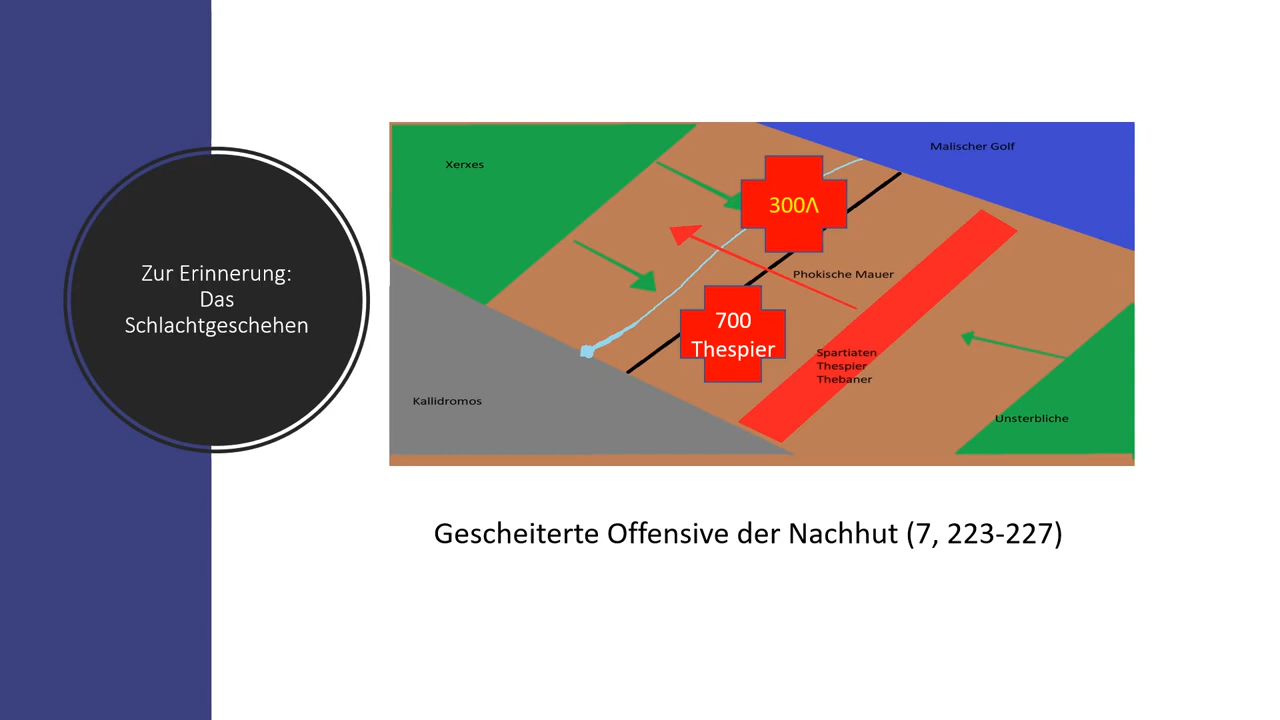 Zur Erinnerung:
Das
Schlachtgeschehen
Xerxes
Malischer Golf
300Λ
Phokische Mauer
700
Thespier
Spartiaten
Thespier
Thebaner
Kallidromos
Unsterbliche
Gescheiterte Offensive der Nachhut (7, 223-227)